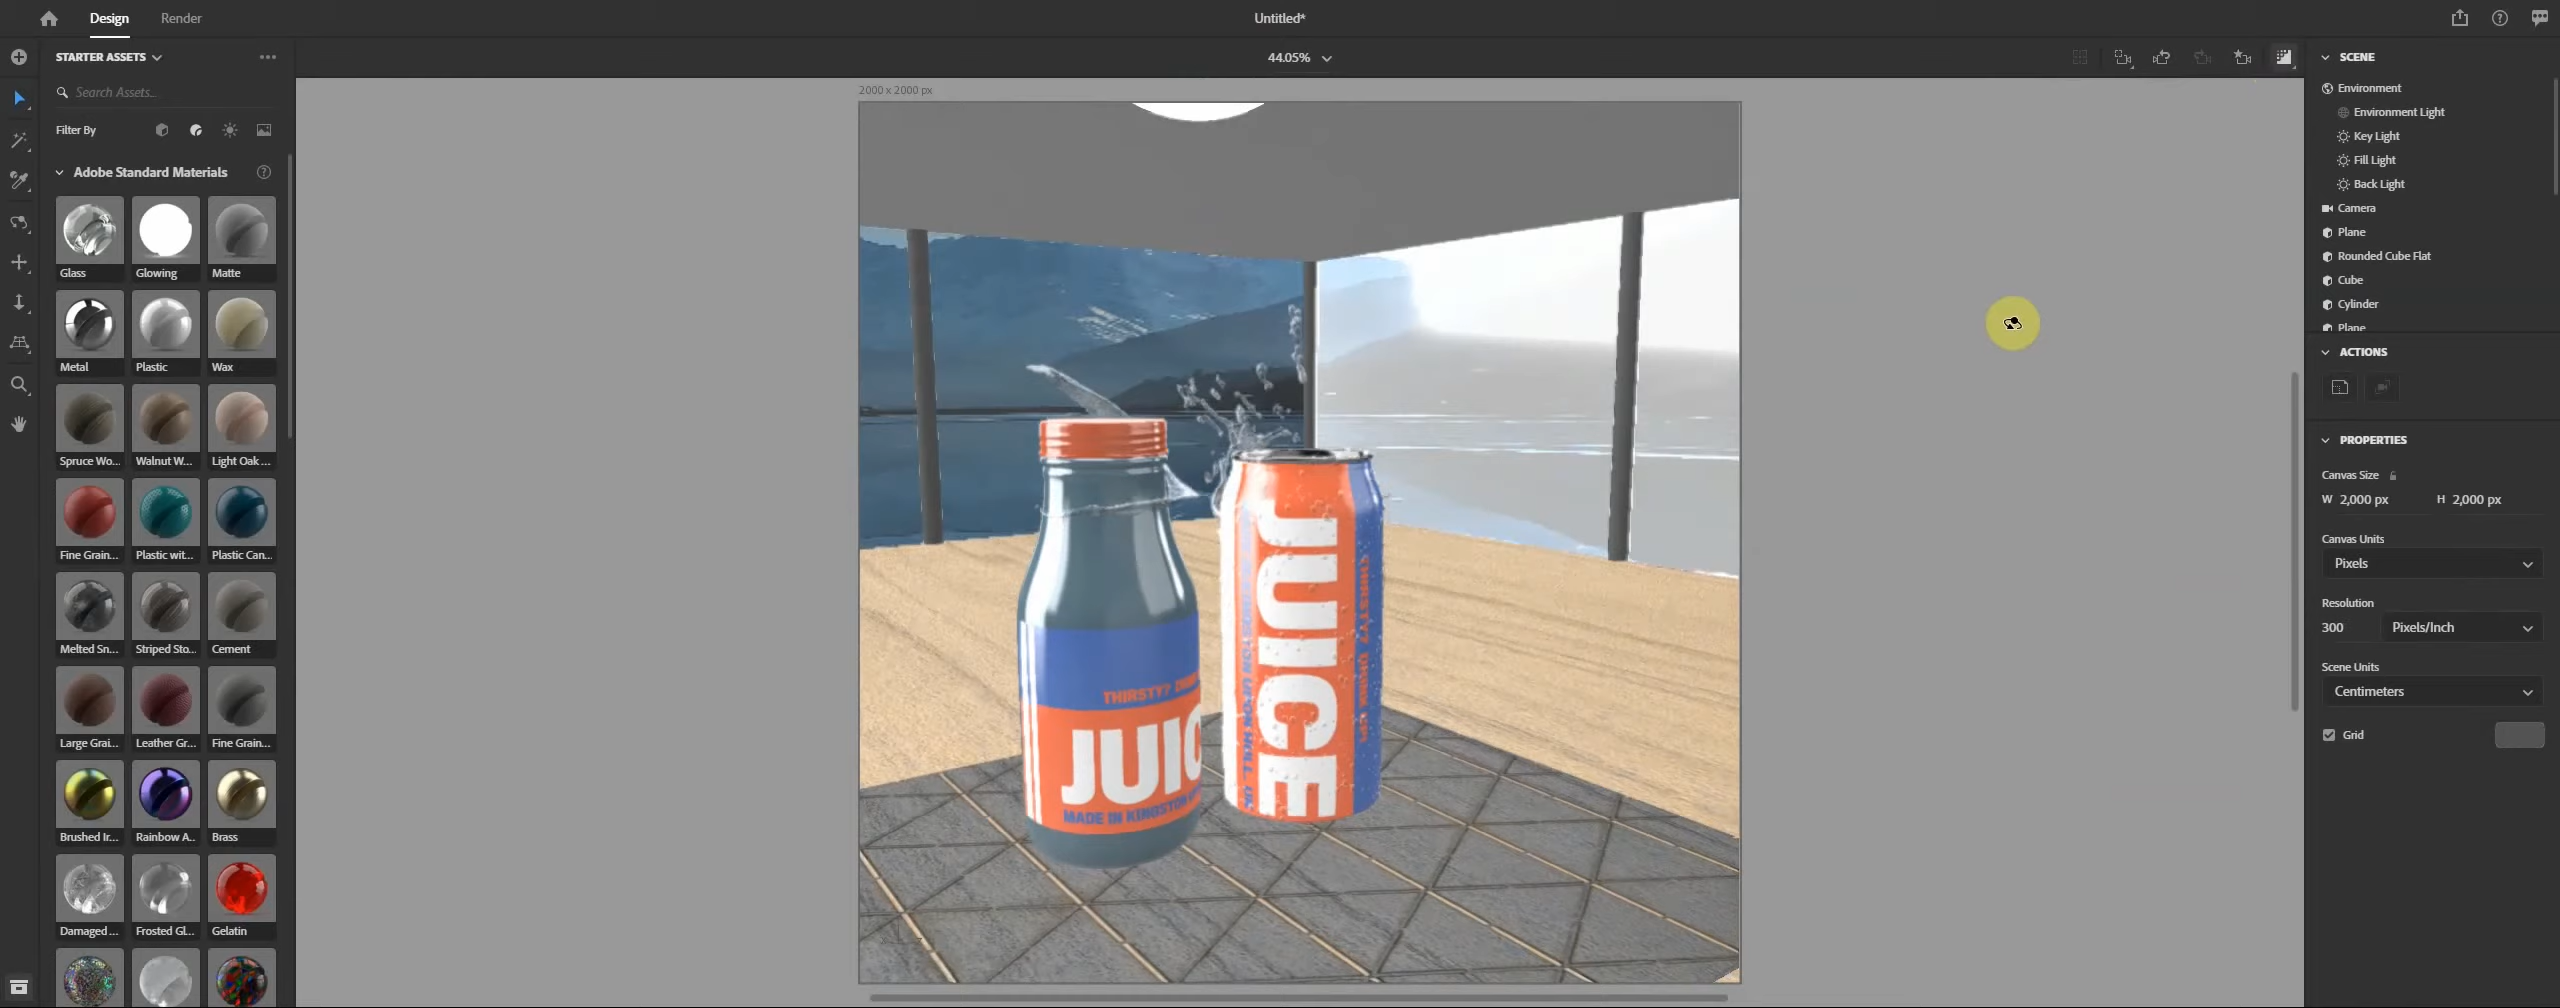 Design
Render
Untitled*
STARTER ASSETS
44.05%
Search Assets...
Filter By
Adobe Standard Materials
Glass
Glowing
Matte
Metal
Plastic
Wax
Spruce Wo...
Walnut W...
Light Oak ...
Fine Grain...
Plastic wit...
Plastic Can...
Melted Sn...
Striped Sto...
Cement
Large Grai...
Leather Gr...
Fine Grain...
Brushed Ir...
Rainbow A...
Brass
Damaged ...
Frosted Gl...
Gelatin
2000 x 2000 px
THIRSTY?
JUIC
MADE IN KINGSTON
JUICE
THIRSTY? DRINK UP!
SCENE
Environment
Environment Light
Key Light
Fill Light
Back Light
Camera
Plane
Rounded Cube Flat
Cube
Cylinder
Plane
ACTIONS
PROPERTIES
Canvas Size
W 2,000 px H 2,000 px
Canvas Units
Pixels
Resolution
300 Pixels/Inch
Scene Units
Centimeters
Grid